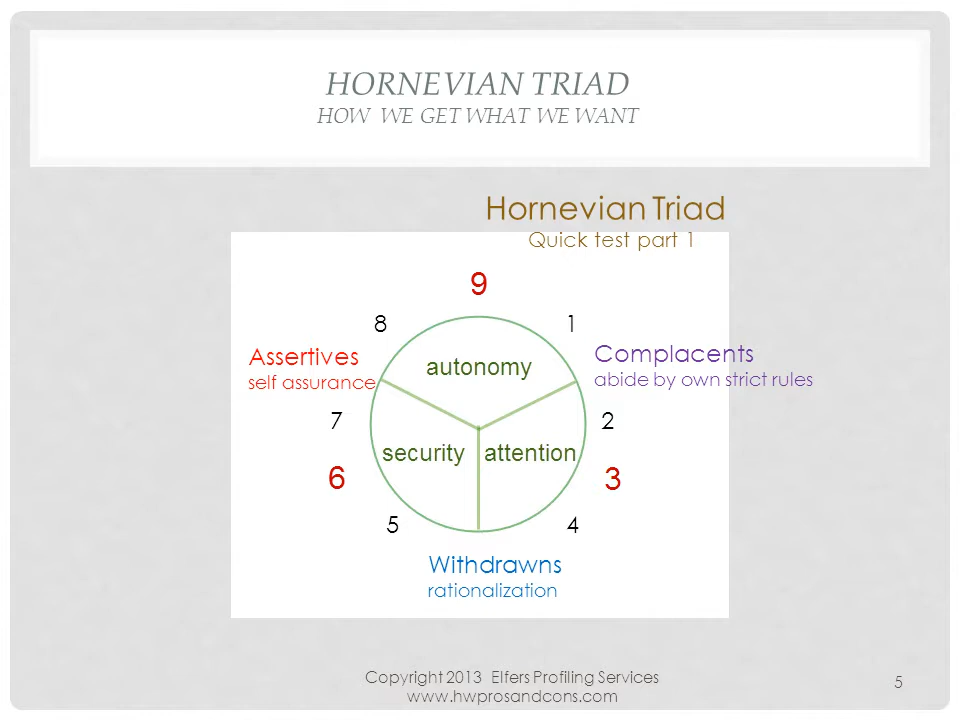 HORNEVIAN TRIAD
HOW WE GET WHAT WE WANT
Hornevian Triad
Quick test part 1
9
8
1
Assertives
self assurance
autonomy
Complacents
abide by own strict rules
7
2
security
attention
6
3
5
4
Withdrawns
rationalization
Copyright 2013 Elfers Profiling Services
www.hwprosandcons.com
5